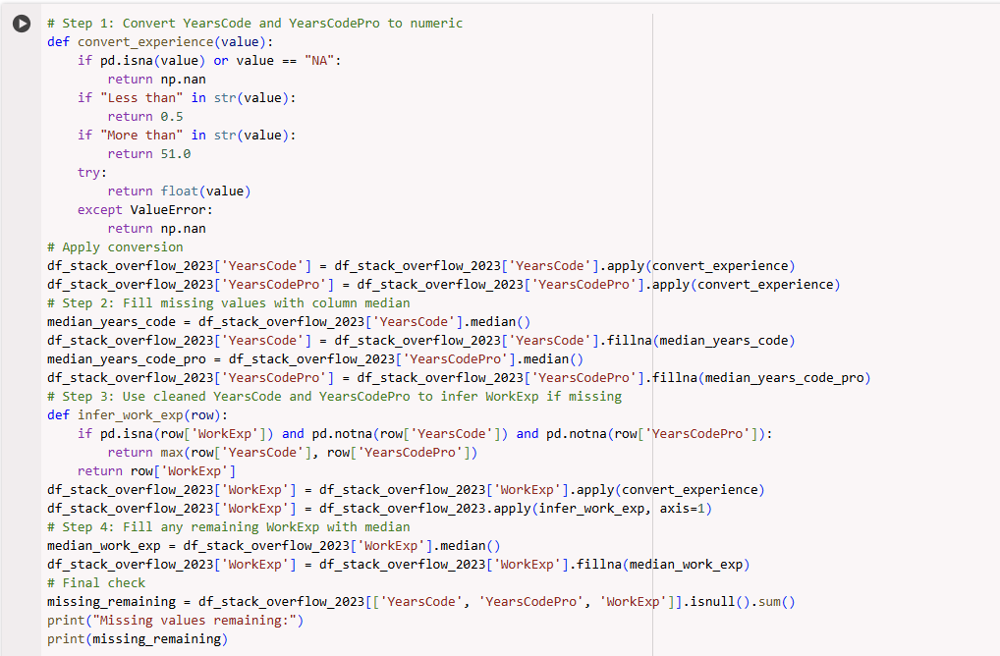 # Step 1: Convert YearsCode and YearsCodePro to numeric
def convert_experience(value):
    if pd.isna(value) or value == "NA":
        return np.nan
    if "Less than" in str(value):
        return 0.5
    if "More than" in str(value):
        return 51.0
    try:
        return float(value)
    except ValueError:
        return np.nan
# Apply conversion
df_stack_overflow_2023['YearsCode'] = df_stack_overflow_2023['YearsCode'].apply(convert_experience)
df_stack_overflow_2023['YearsCodePro'] = df_stack_overflow_2023['YearsCodePro'].apply(convert_experience)
# Step 2: Fill missing values with column median
median_years_code = df_stack_overflow_2023['YearsCode'].median()
df_stack_overflow_2023['YearsCode'] = df_stack_overflow_2023['YearsCode'].fillna(median_years_code)
median_years_code_pro = df_stack_overflow_2023['YearsCodePro'].median()
df_stack_overflow_2023['YearsCodePro'] = df_stack_overflow_2023['YearsCodePro'].fillna(median_years_code_pro)
# Step 3: Use cleaned YearsCode and YearsCodePro to infer WorkExp if missing
def infer_work_exp(row):
    if pd.isna(row['WorkExp']) and pd.notna(row['YearsCode']) and pd.notna(row['YearsCodePro']):
        return max(row['YearsCode'], row['YearsCodePro'])
    return row['WorkExp']
df_stack_overflow_2023['WorkExp'] = df_stack_overflow_2023['WorkExp'].apply(convert_experience)
df_stack_overflow_2023['WorkExp'] = df_stack_overflow_2023.apply(infer_work_exp, axis=1)
# Step 4: Fill any remaining WorkExp with median
median_work_exp = df_stack_overflow_2023['WorkExp'].median()
df_stack_overflow_2023['WorkExp'] = df_stack_overflow_2023['WorkExp'].fillna(median_work_exp)
# Final check
missing_remaining = df_stack_overflow_2023[['YearsCode', 'YearsCodePro', 'WorkExp']].isnull().sum()
print("Missing values remaining:")
print(missing_remaining)